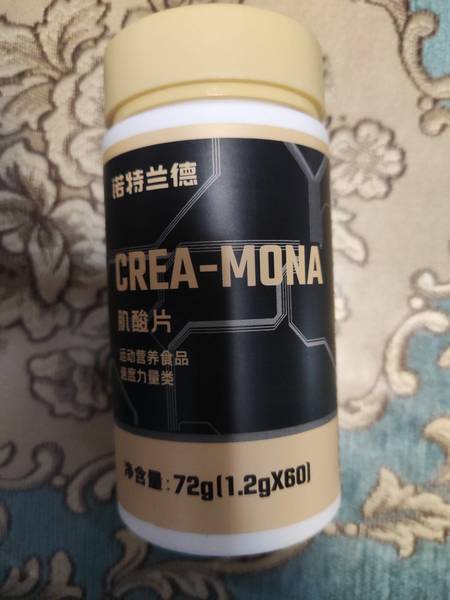 诺特兰德
CREA-MONA
肌酸片
运动营养食品
速度力量类
净含量:72g(1.2gX60)